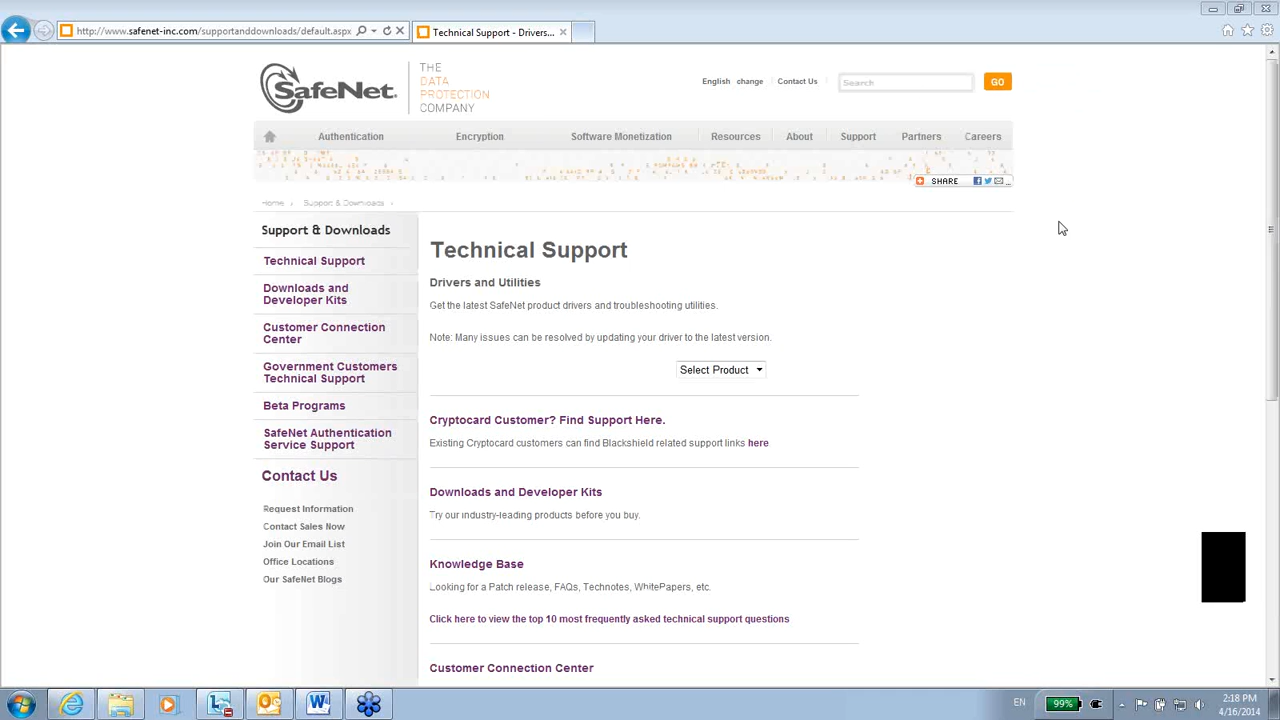 http://www.safenet-inc.com/supportanddownloads/default.aspx
Technical Support - Drivers...
SafeNet.
THE
DATA
PROTECTION
COMPANY
English change Contact Us
Search
GO
Authentication Encryption Software Monetization Resources About Support Partners Careers
SHARE
Home › Support & Downloads ›
Support & Downloads
Technical Support
Downloads and
Developer Kits
Customer Connection
Center
Government Customers
Technical Support
Beta Programs
SafeNet Authentication
Service Support
Contact Us
Request Information
Contact Sales Now
Join Our Email List
Office Locations
Our SafeNet Blogs
Technical Support
Drivers and Utilities
Get the latest SafeNet product drivers and troubleshooting utilities.
Note: Many issues can be resolved by updating your driver to the latest version.
Select Product
Cryptocard Customer? Find Support Here.
Existing Cryptocard customers can find Blackshield related support links here
Downloads and Developer Kits
Try our industry-leading products before you buy.
Knowledge Base
Looking for a Patch release, FAQs, Technotes, WhitePapers, etc.
Click here to view the top 10 most frequently asked technical support questions
Customer Connection Center
EN
99%
2:18 PM
4/16/2014